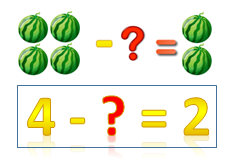 - ? =
4 - ? = 2